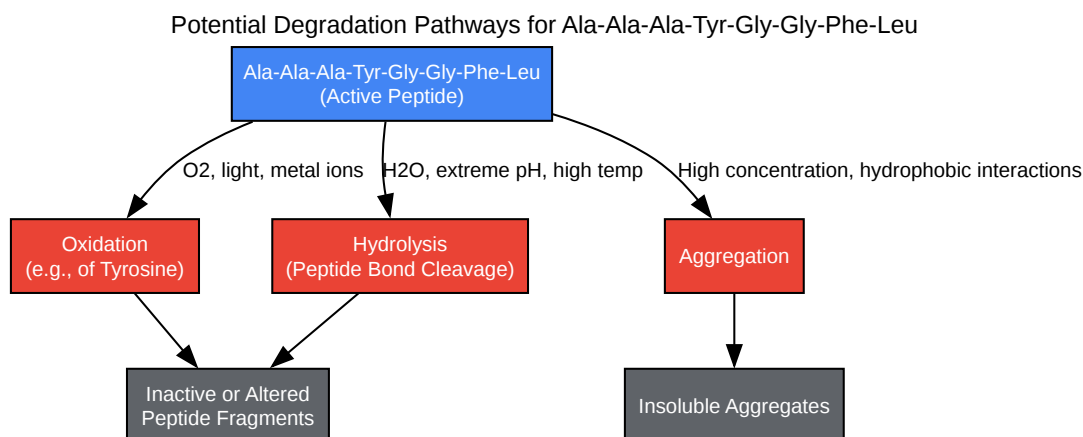 Potential Degradation Pathways for Ala-Ala-Ala-Tyr-Gly-Gly-Phe-Leu
Ala-Ala-Ala-Tyr-Gly-Gly-Phe-Leu
(Active Peptide)
O2, light, metal ions
H2O, extreme pH, high temp
High concentration, hydrophobic interactions
Oxidation
(e.g., of Tyrosine)
Hydrolysis
(Peptide Bond Cleavage)
Aggregation
Inactive or Altered
Peptide Fragments
Insoluble Aggregates